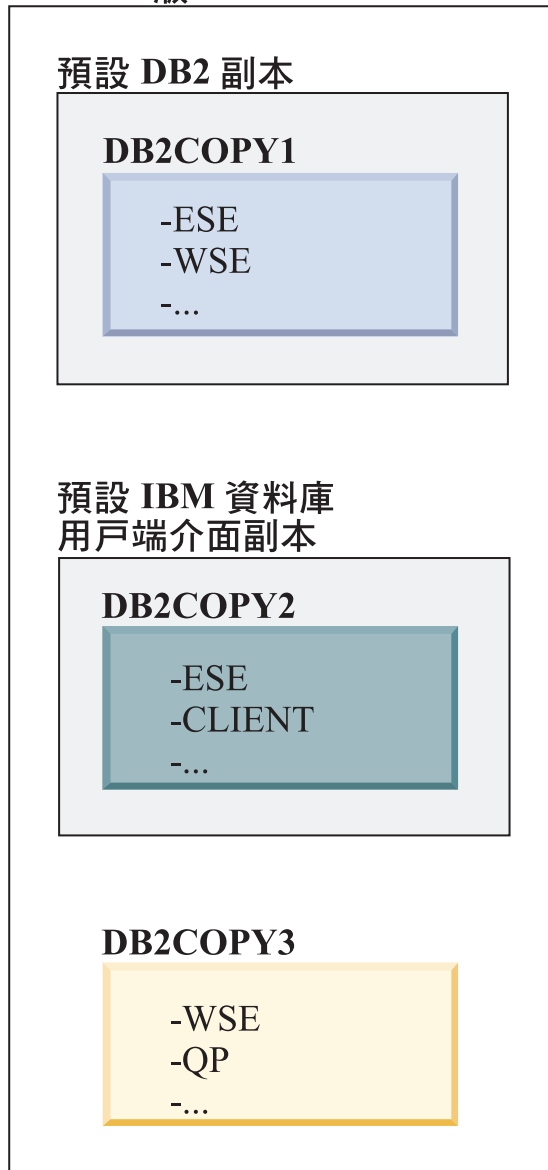 預設 DB2 副本
DB2COPY1
-ESE
-WSE
-...
預設 IBM 資料庫
用戶端介面副本
DB2COPY2
-ESE
-CLIENT
-...
DB2COPY3
-WSE
-QP
-...